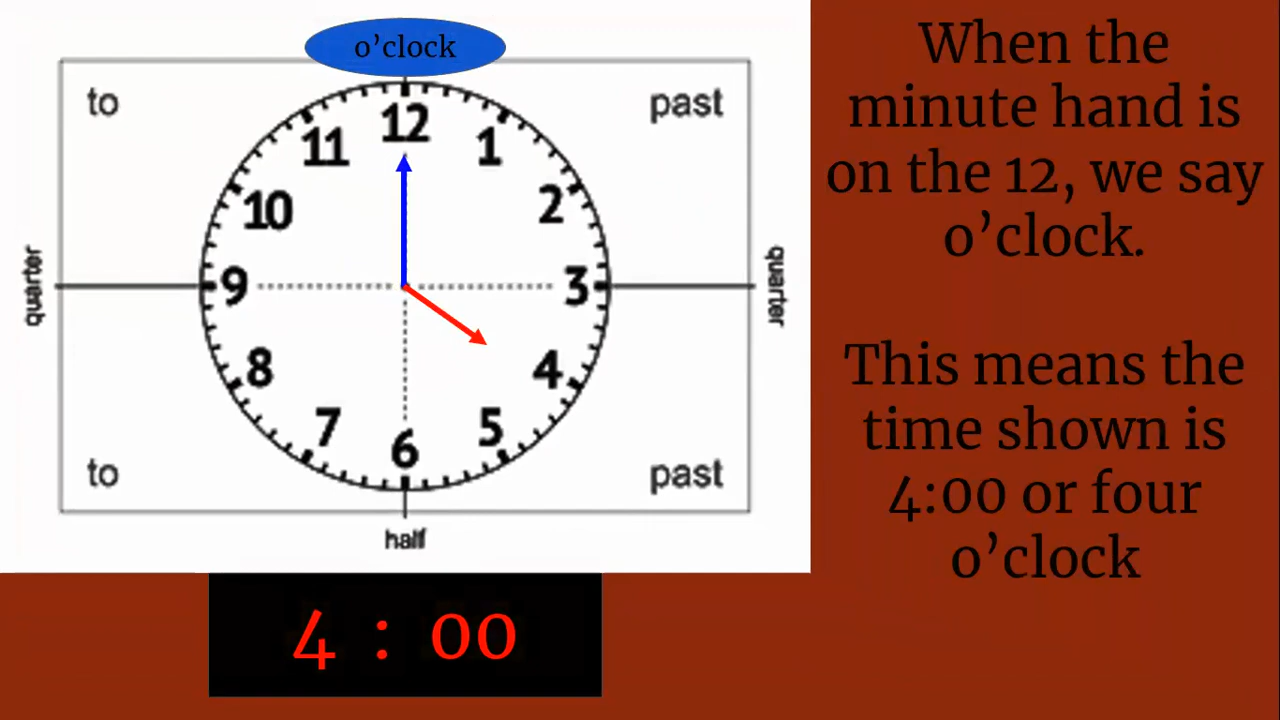 o’clock
to
past
12
11
1
10
2
quarter
9
3
quarter
8
4
7
5
6
to
past
half
4 : 00
When the
minute hand is
on the 12, we say
o’clock.
This means the
time shown is
4:00 or four
o’clock